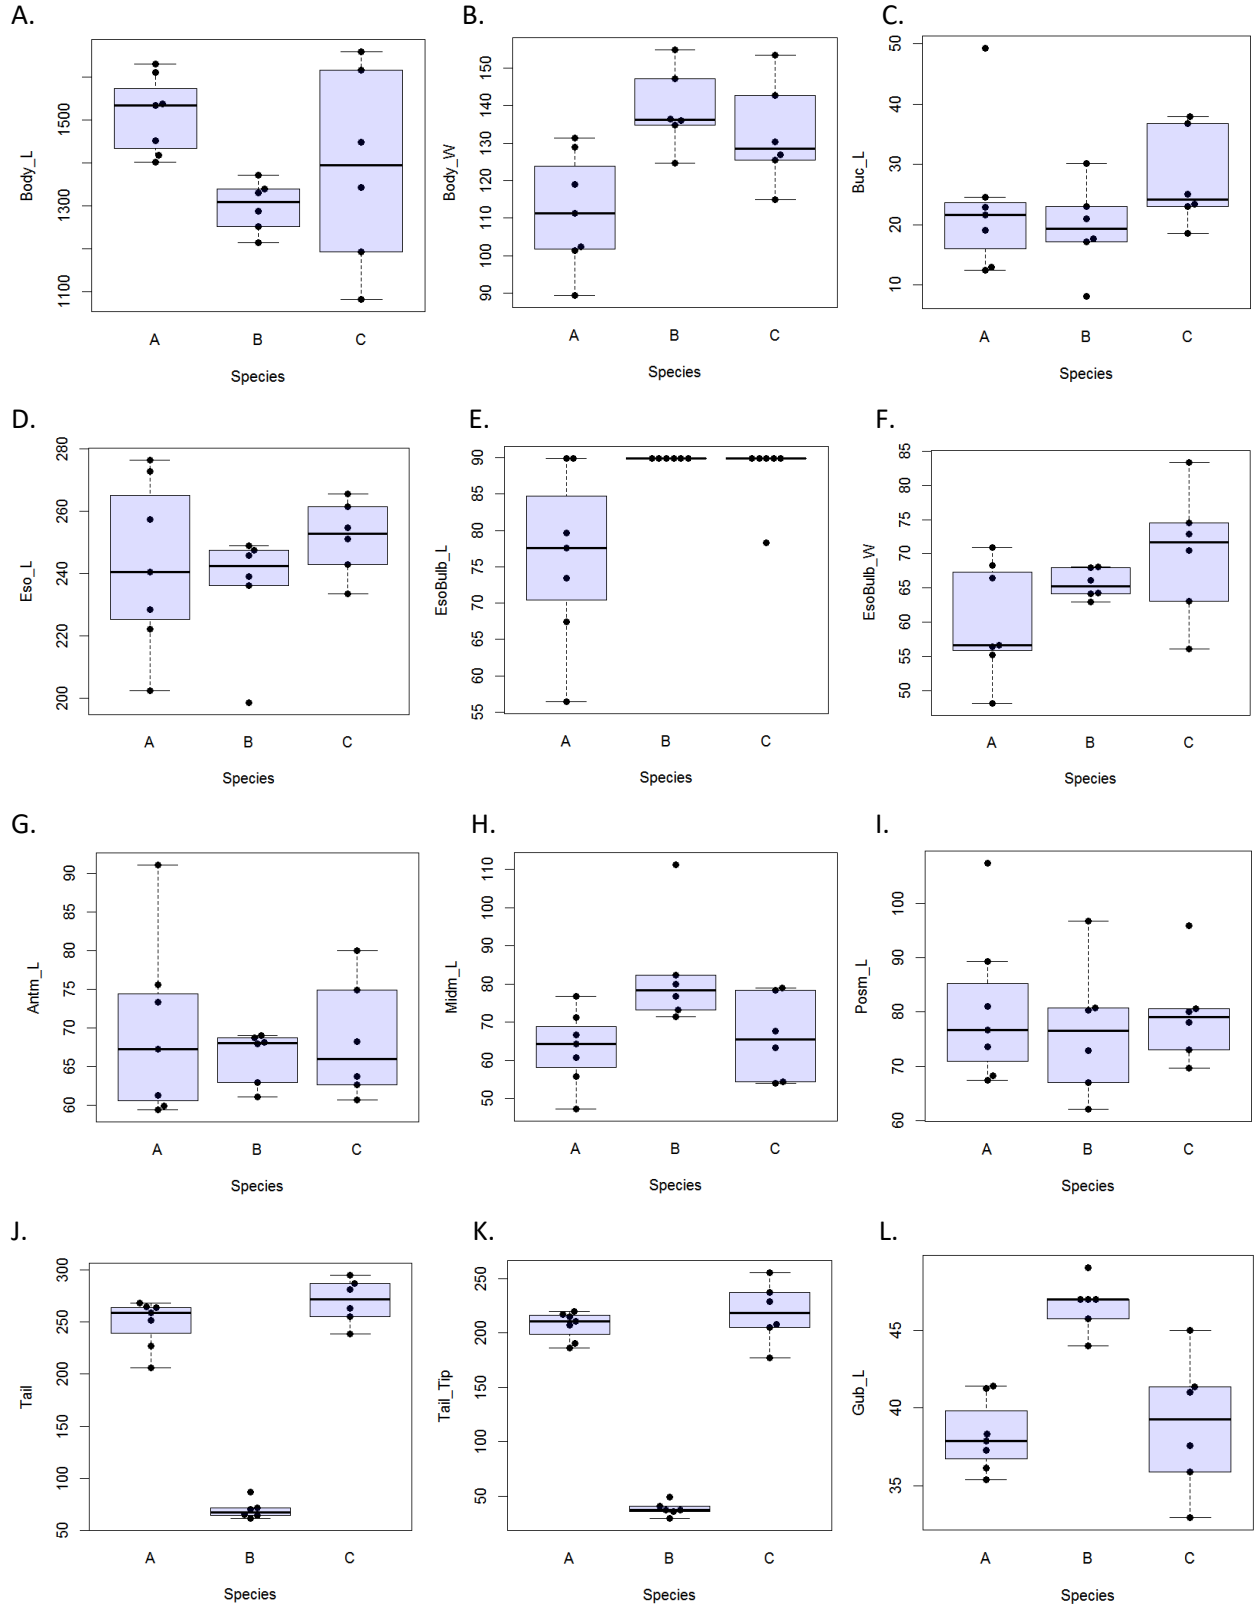 A.
B.
C.
Body_L
1500
1300
1100
A
B
C
Species
Body_W
150
140
130
120
110
100
90
A
B
C
Species
Buc_L
50
40
30
20
10
A
B
C
Species
D.
E.
F.
Eso_L
280
260
240
220
200
A
B
C
Species
EsoBulb_L
90
85
80
75
70
65
60
55
A
B
C
Species
EsoBulb_W
85
80
75
70
65
60
55
50
A
B
C
Species
G.
H.
I.
Antm_L
90
85
80
75
70
65
60
A
B
C
Species
Midm_L
110
100
90
80
70
60
50
A
B
C
Species
Posm_L
100
90
80
70
60
A
B
C
Species
J.
K.
L.
Tail
300
250
200
150
100
50
A
B
C
Species
Tail_Tip
250
200
150
100
50
A
B
C
Species
Gub_L
45
40
35
A
B
C
Species